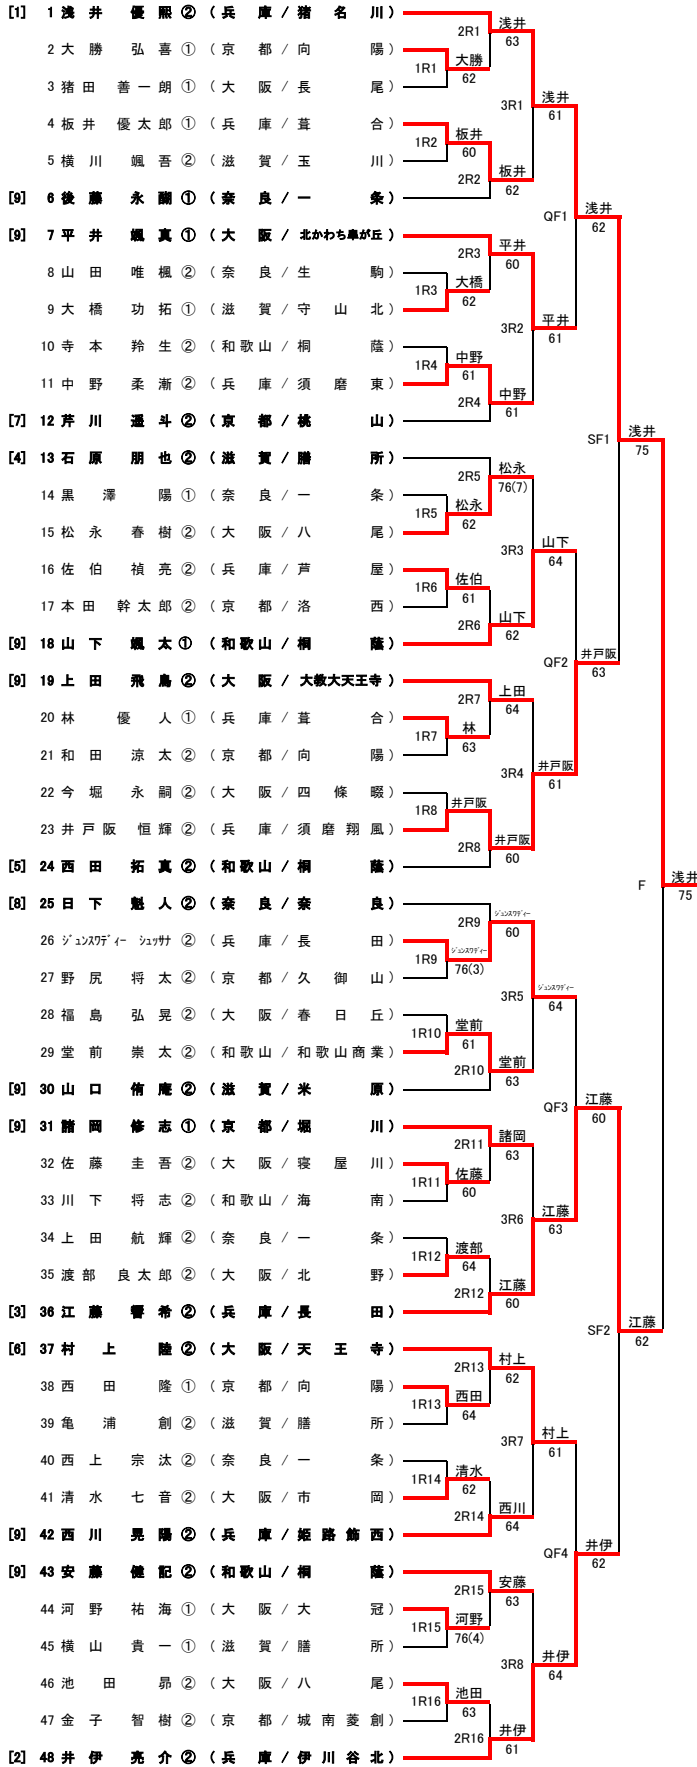 [1] 1 浅井 優熙 ② (兵庫/猪名川)
2R1 浅井 63
2 大勝 弘喜 ① (京都/向陽)
1R1 大勝 62
3 猪田 善一朗 ① (大阪/長尾)
3R1 浅井 61
4 板井 優太郎 ① (兵庫/葺合)
1R2 板井 60
5 横川 颯吾 ② (滋賀/玉川)
2R2 板井 62
[9] 6 後藤 永醐 ① (奈良/一条)
QF1 浅井 62
[9] 7 平井 颯真 ① (大阪/北かわち皐が丘)
2R3 平井 60
8 山田 唯楓 ② (奈良/生駒)
1R3 大橋 62
9 大橋 功拓 ① (滋賀/守山北)
3R2 平井 61
10 寺本 羚生 ② (和歌山/桐蔭)
1R4 中野 61
11 中野 柔漸 ② (兵庫/須磨東)
2R4 中野 61
[7] 12 芹川 遥斗 ② (京都/桃山)
SF1 浅井 75
[4] 13 石原 朋也 ② (滋賀/膳所)
2R5 松永 76(7)
14 黒澤 陽 ① (奈良/一条)
1R5 松永 62
15 松永 春樹 ② (大阪/八尾)
3R3 山下 64
16 佐伯 禎亮 ② (兵庫/芦屋)
1R6 佐伯 61
17 本田 幹太郎 ② (京都/洛西)
2R6 山下 62
[9] 18 山下 颯太 ① (和歌山/桐蔭)
QF2 井戸阪 63
[9] 19 上田 飛鳥 ② (大阪/大教大天王寺)
2R7 上田 64
20 林 優人 ① (兵庫/葺合)
1R7 林 63
21 和田 涼太 ② (京都/向陽)
3R4 井戸阪 61
22 今堀 永嗣 ② (大阪/四條畷)
1R8 井戸阪
23 井戸阪 恒輝 ② (兵庫/須磨翔風)
2R8 井戸阪 60
[5] 24 西田 拓真 ② (和歌山/桐蔭)
F 浅井 75
[8] 25 日下 魁人 ② (奈良/奈良)
2R9 ジュンスワディー 60
26 ジュンスワディー シュッサナ ② (兵庫/長田)
1R9 ジュンスワディー 76(3)
27 野尻 将太 ② (京都/久御山)
3R5 ジュンスワディー 64
28 福島 弘晃 ② (大阪/春日丘)
1R10 堂前 61
29 堂前 崇太 ② (和歌山/和歌山商業)
2R10 堂前 63
[9] 30 山口 侑庵 ② (滋賀/米原)
QF3 江藤 60
[9] 31 諸岡 修志 ① (京都/堀川)
2R11 諸岡 63
32 佐藤 圭吾 ② (大阪/寝屋川)
1R11 佐藤 60
33 川下 将志 ② (和歌山/海南)
3R6 江藤 63
34 上田 航輝 ② (奈良/一条)
1R12 渡部 64
35 渡部 良太郎 ② (大阪/北野)
2R12 江藤 60
[3] 36 江藤 響希 ② (兵庫/長田)
SF2 江藤 62
[6] 37 村上 陸 ② (大阪/天王寺)
2R13 村上 62
38 西田 隆 ① (京都/向陽)
1R13 西田 64
39 亀浦 創 ② (滋賀/膳所)
3R7 村上 61
40 西上 宗汰 ② (奈良/一条)
1R14 清水 62
41 清水 七音 ② (大阪/市岡)
2R14 西川 64
[9] 42 西川 晃陽 ② (兵庫/姫路飾西)
QF4 井伊 62
[9] 43 安藤 健記 ② (和歌山/桐蔭)
2R15 安藤 63
44 河野 祐海 ① (大阪/大冠)
1R15 河野 76(4)
45 横山 貴一 ① (滋賀/膳所)
3R8 井伊 64
46 池田 昴 ② (大阪/八尾)
1R16 池田 63
47 金子 智樹 ② (京都/城南菱創)
2R16 井伊 61
[2] 48 井伊 亮介 ② (兵庫/伊川谷北)